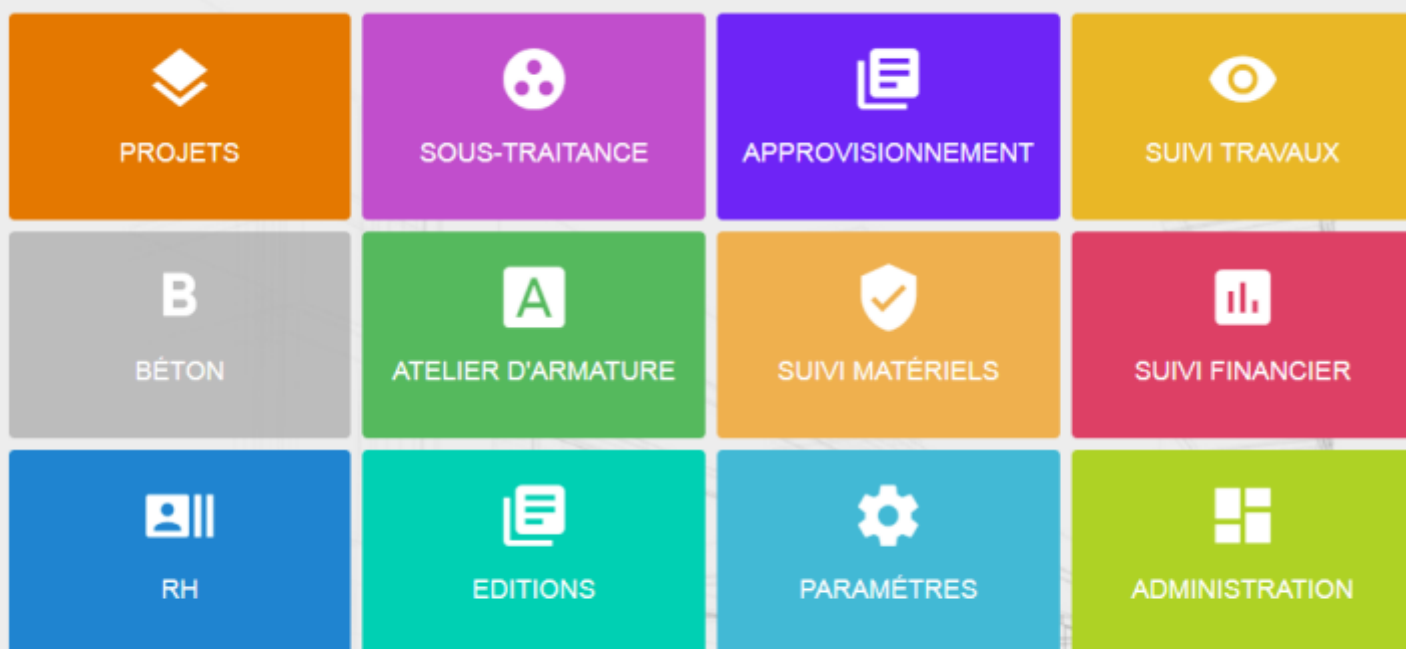 PROJETS
SOUS-TRAITANCE
APPROVISIONNEMENT
SUIVI TRAVAUX
B
BÉTON
A
ATELIER D'ARMATURE
SUIVI MATÉRIELS
SUIVI FINANCIER
RH
EDITIONS
PARAMÉTRES
ADMINISTRATION